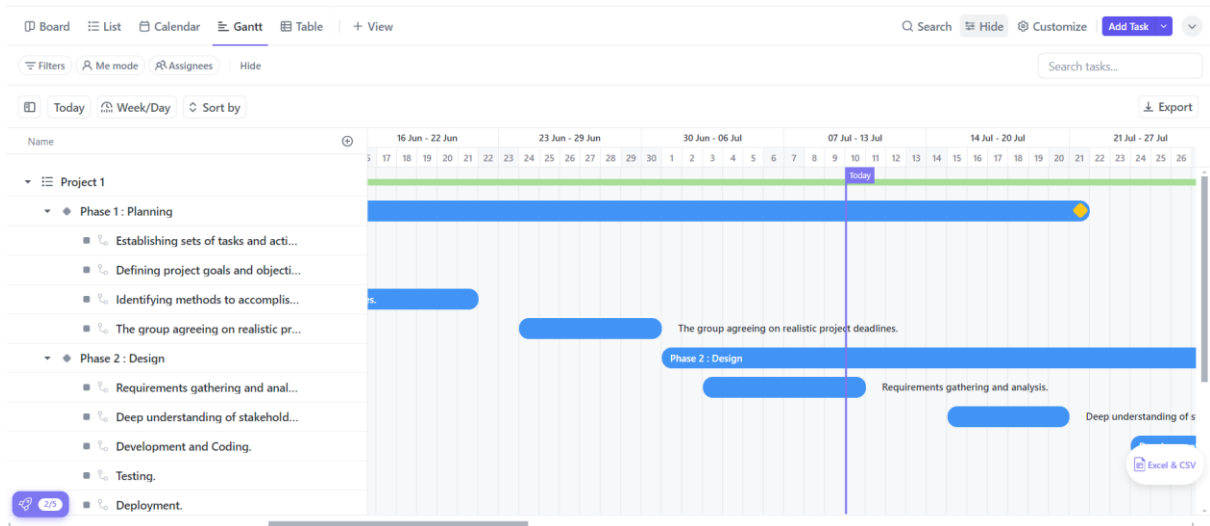 Board List Calendar Gantt Table + View Search Hide Customize Add Task
Filters Me mode Assignees Hide Search tasks...
Today Week/Day Sort by Export
Name 16 Jun - 22 Jun 23 Jun - 29 Jun 30 Jun - 06 Jul 07 Jul - 13 Jul 14 Jul - 20 Jul 21 Jul - 27 Jul
17 18 19 20 21 22 23 24 25 26 27 28 29 30 1 2 3 4 5 6 7 8 9 10 11 12 13 14 15 16 17 18 19 20 21 22 23 24 25 26
Today
Project 1
Phase 1 : Planning
Establishing sets of tasks and acti...
Defining project goals and objecti...
Identifying methods to accomplis... es.
The group agreeing on realistic pr... The group agreeing on realistic project deadlines.
Phase 2 : Design Phase 2 : Design
Requirements gathering and anal... Requirements gathering and analysis.
Deep understanding of stakehold... Deep understanding of s
Development and Coding.
Excel & CSV
Testing.
2/5
Deployment.